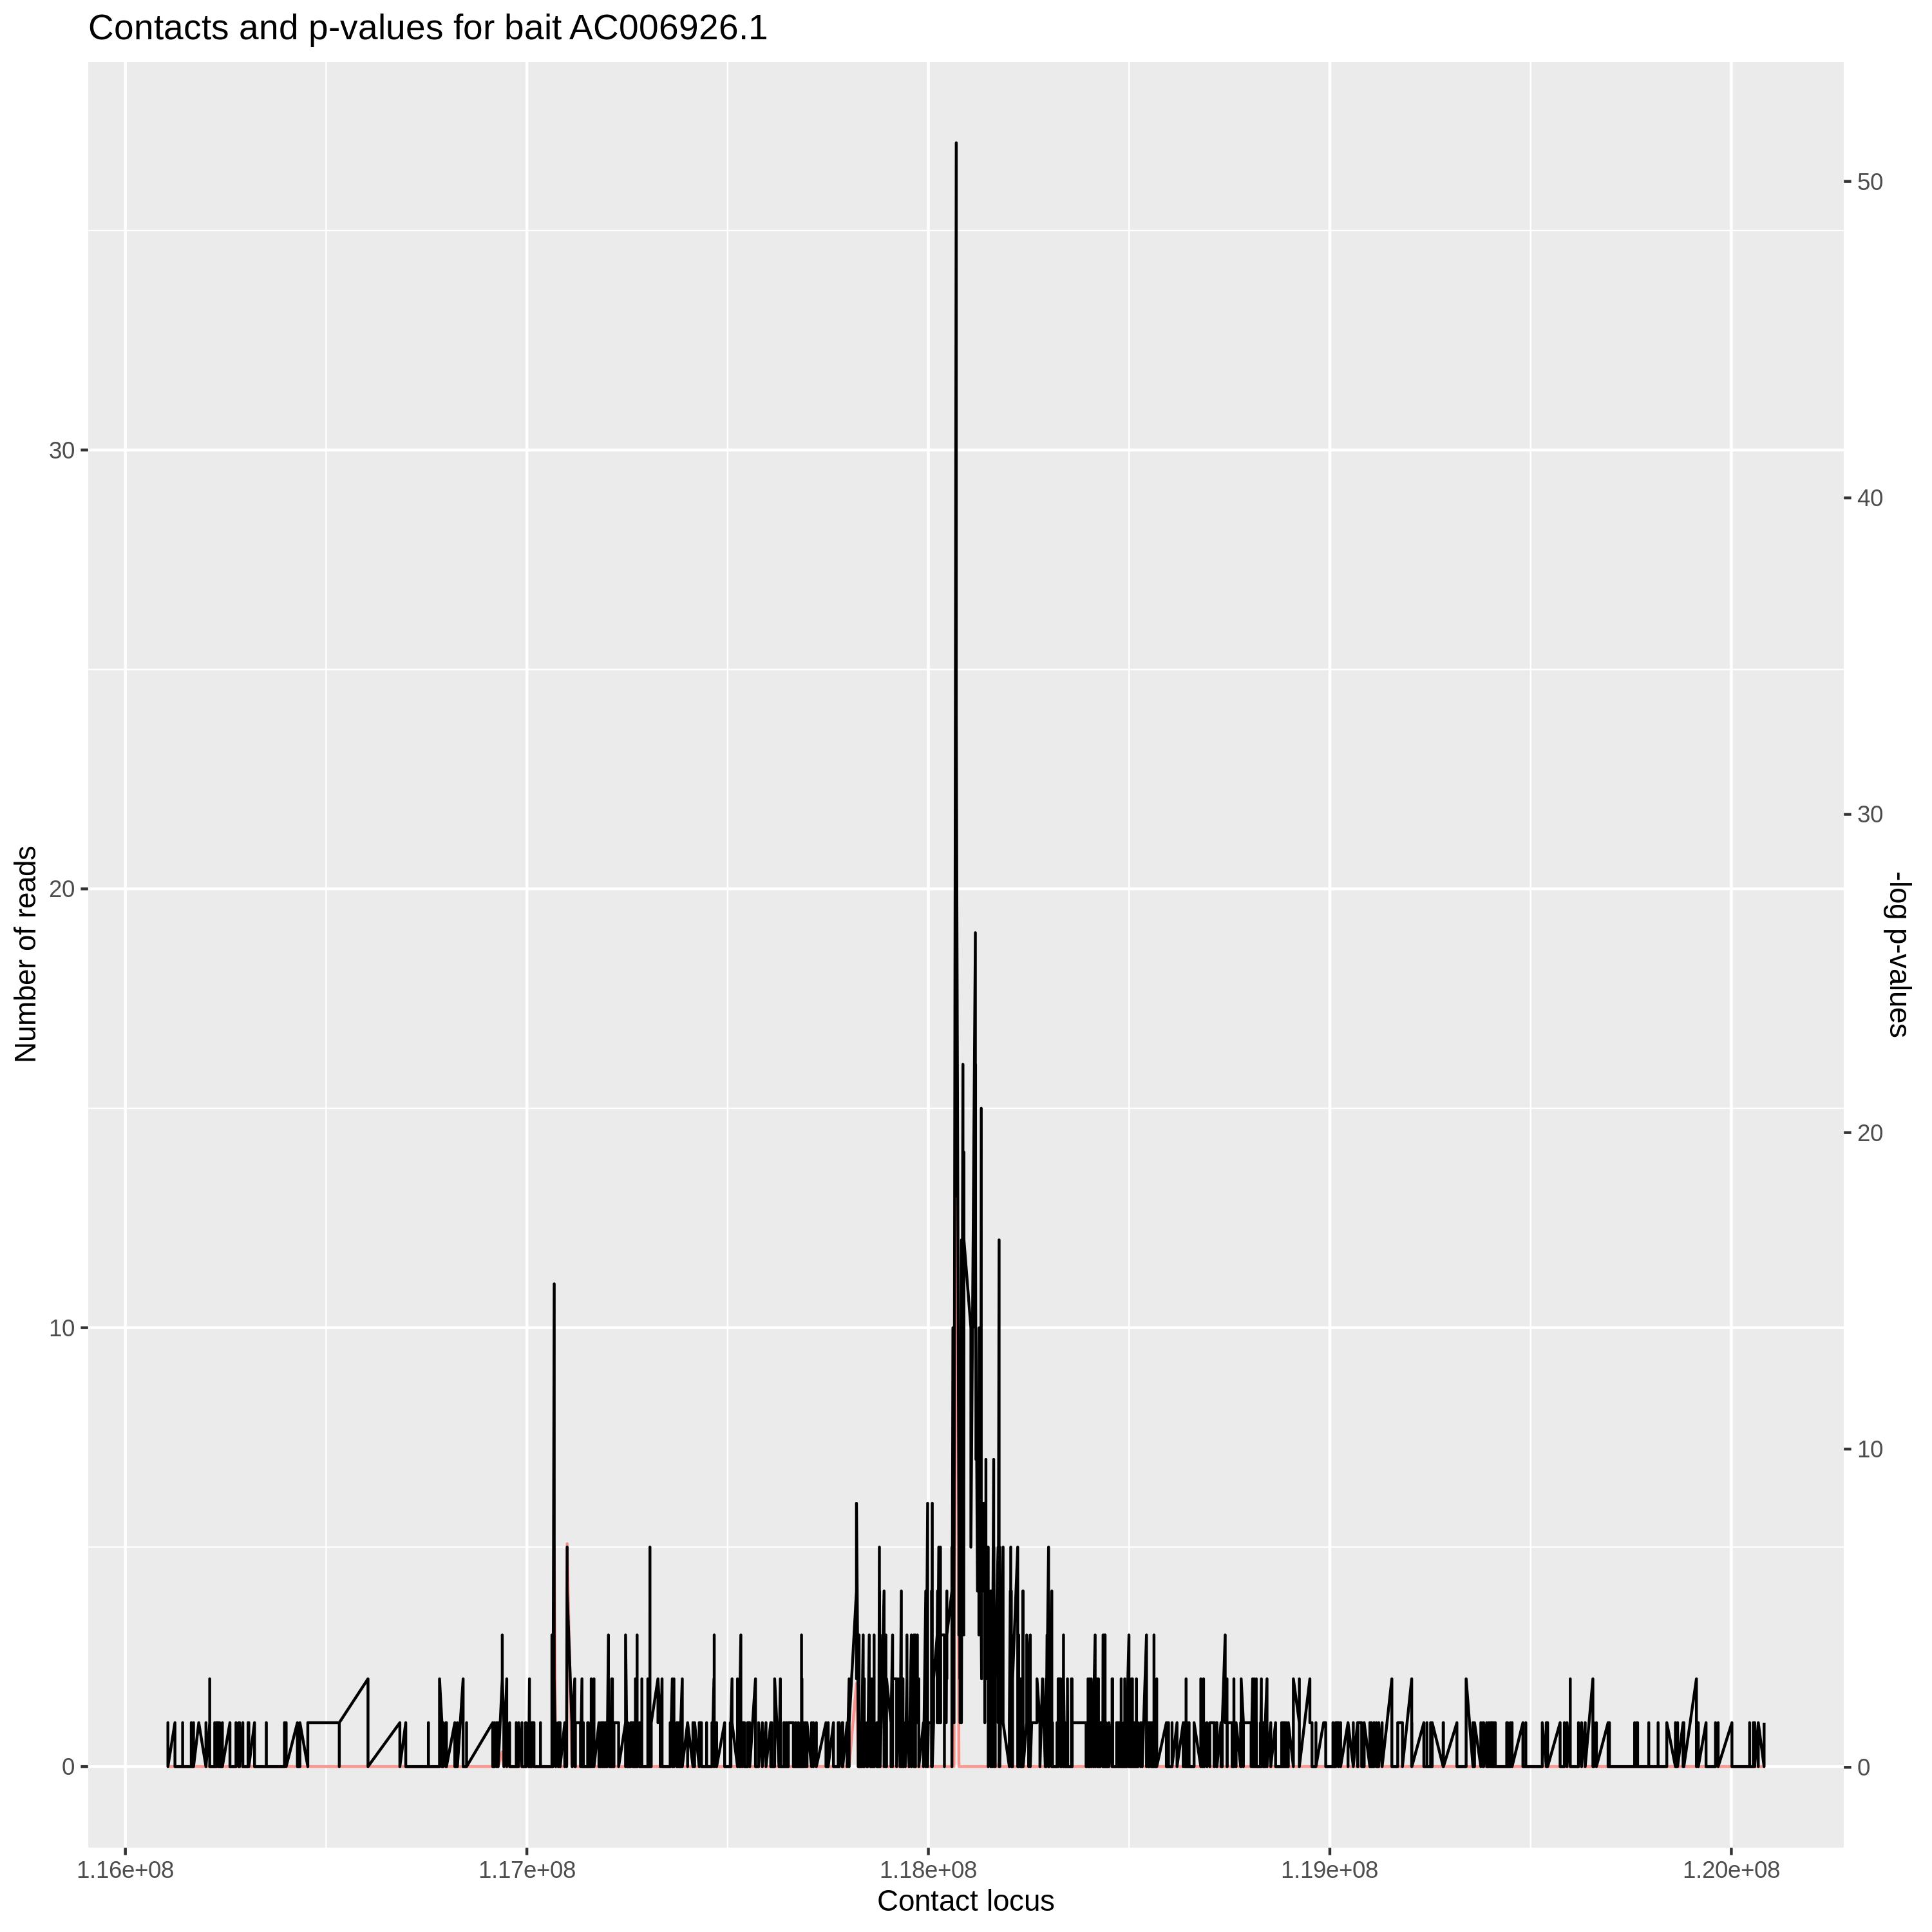 Contacts and p-values for bait AC006926.1
Number of reads
30
20
10
0
50
40
30
20
10
0
-log p-values
1.16e+08 1.17e+08 1.18e+08 1.19e+08 1.20e+08
Contact locus